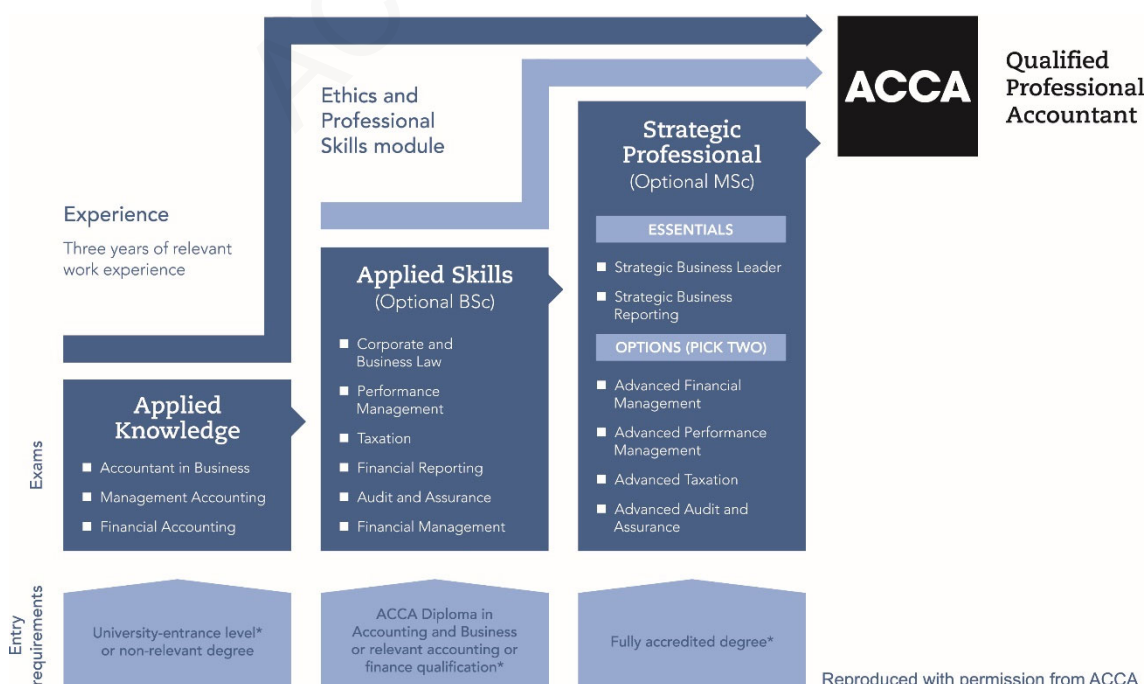 ACCA
Qualified
Professional
Accountant
Ethics and
Professional
Skills module
Experience
Three years of relevant
work experience
Exams
Applied
Knowledge
Accountant in Business
Management Accounting
Financial Accounting
Applied Skills
(Optional BSc)
Corporate and
Business Law
Performance
Management
Taxation
Financial Reporting
Audit and Assurance
Financial Management
Strategic
Professional
(Optional MSc)
ESSENTIALS
Strategic Business Leader
Strategic Business
Reporting
OPTIONS (PICK TWO)
Advanced Financial
Management
Advanced Performance
Management
Advanced Taxation
Advanced Audit and
Assurance
Entry
requirements
University-entrance level*
or non-relevant degree
ACCA Diploma in
Accounting and Business
or relevant accounting or
finance qualification*
Fully accredited degree*
Reproduced with permission from ACCA